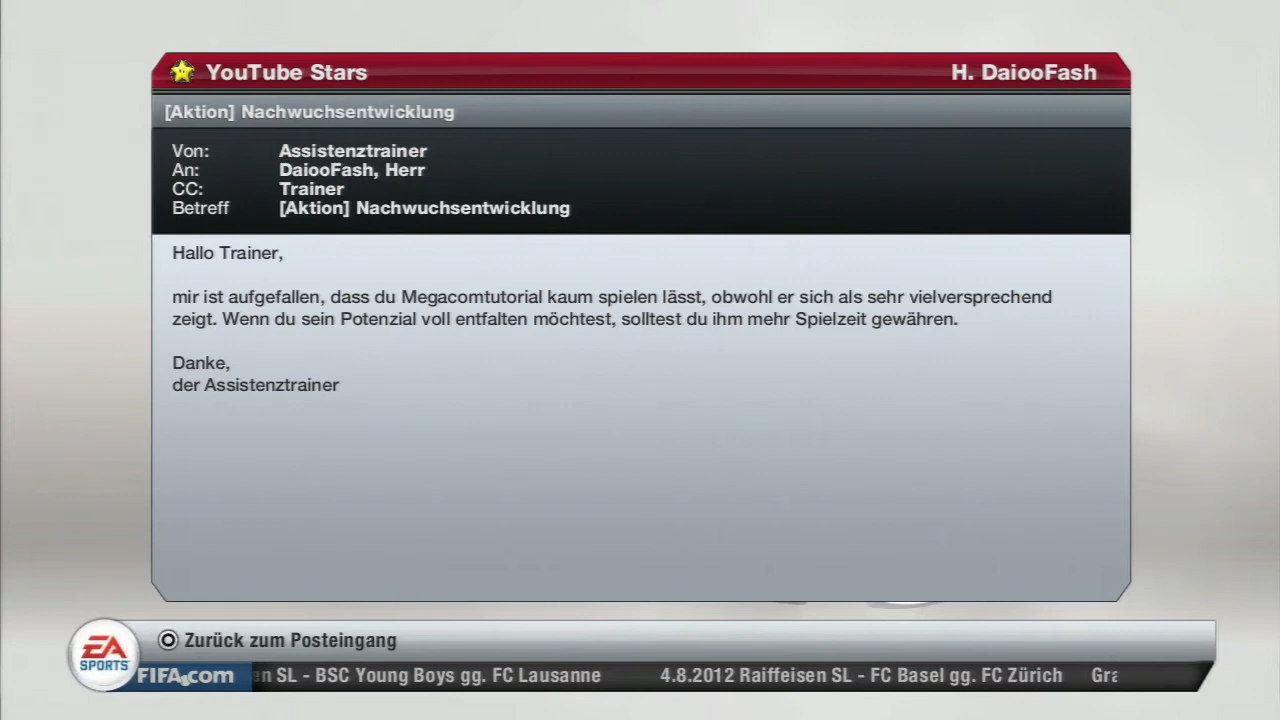 YouTube Stars
H. DaiooFash
[Aktion] Nachwuchsentwicklung
Von: Assistenztrainer
An: DaiooFash, Herr
CC: Trainer
Betreff [Aktion] Nachwuchsentwicklung
Hallo Trainer,
mir ist aufgefallen, dass du Megacomtutorial kaum spielen lässt, obwohl er sich als sehr vielversprechend
zeigt. Wenn du sein Potenzial voll entfalten möchtest, solltest du ihm mehr Spielzeit gewähren.
Danke,
der Assistenztrainer
Zurück zum Posteingang
EA
SPORTS
FIFA.com
en SL - BSC Young Boys gg. FC Lausanne 4.8.2012 Raiffeisen SL - FC Basel gg. FC Zürich Gra